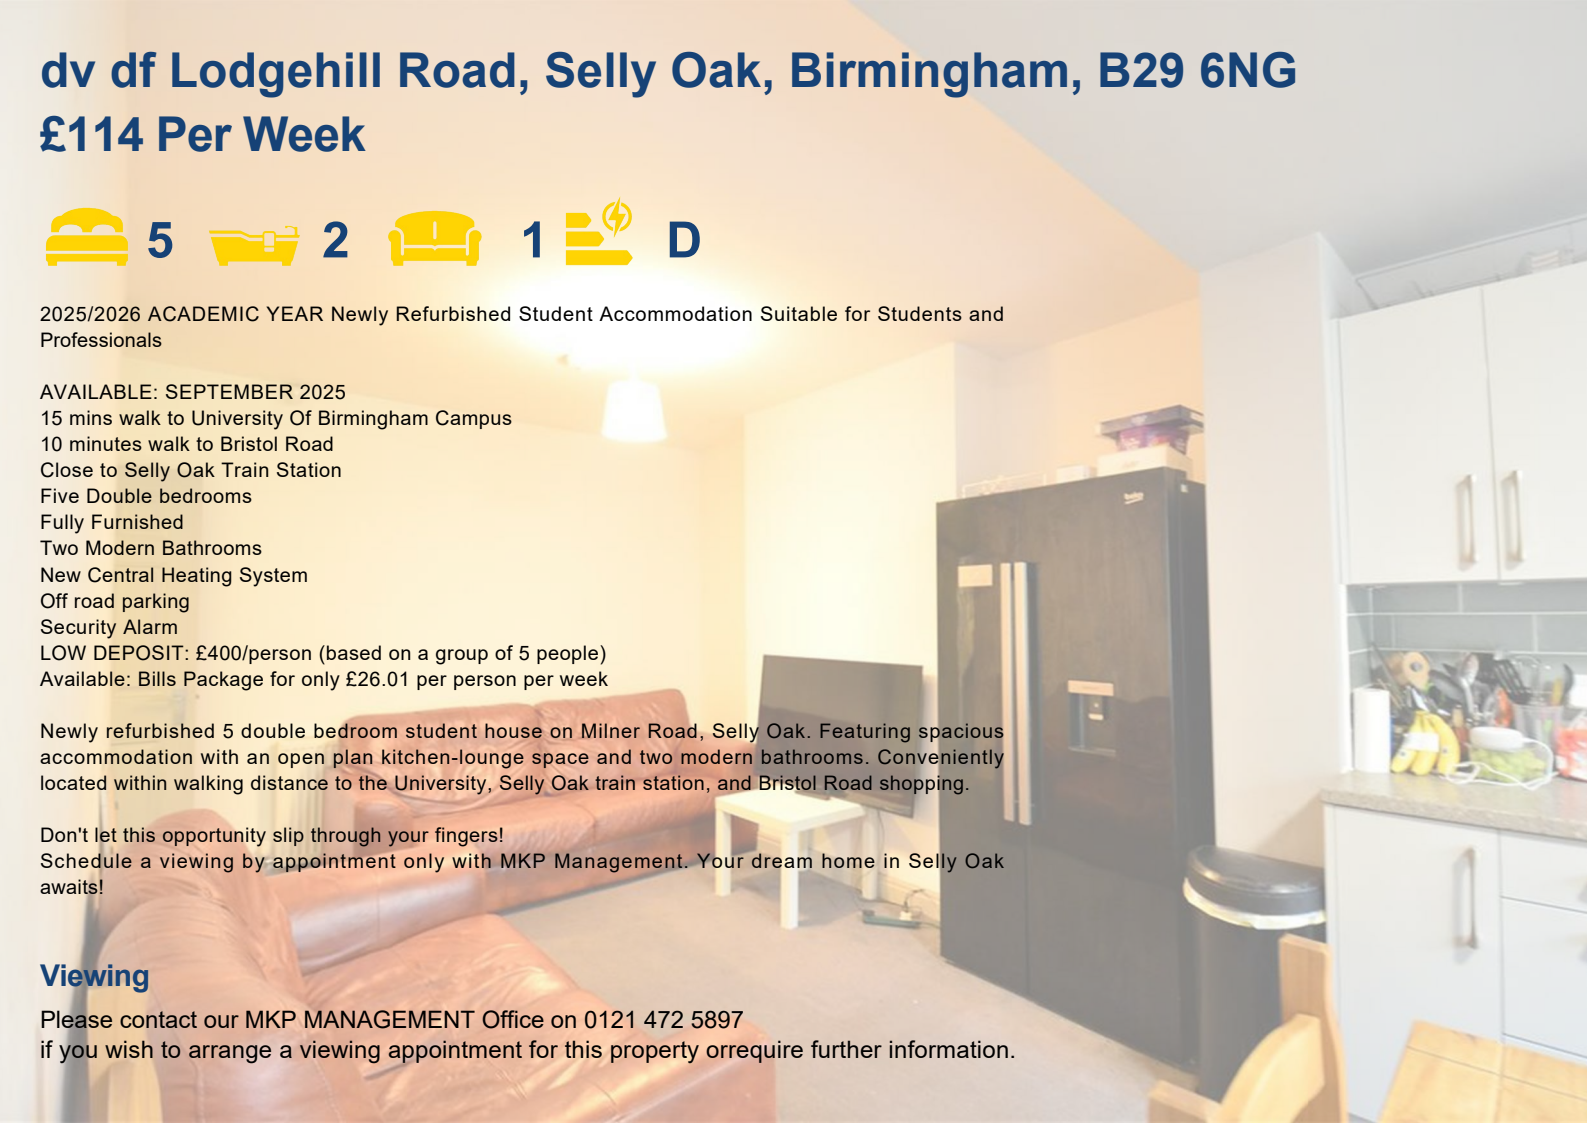 dv df Lodgehill Road, Selly Oak, Birmingham, B29 6NG
£114 Per Week
5 2 1 D
2025/2026 ACADEMIC YEAR Newly Refurbished Student Accommodation Suitable for Students and
Professionals
AVAILABLE: SEPTEMBER 2025
15 mins walk to University Of Birmingham Campus
10 minutes walk to Bristol Road
Close to Selly Oak Train Station
Five Double bedrooms
Fully Furnished
Two Modern Bathrooms
New Central Heating System
Off road parking
Security Alarm
LOW DEPOSIT: £400/person (based on a group of 5 people)
Available: Bills Package for only £26.01 per person per week
Newly refurbished 5 double bedroom student house on Milner Road, Selly Oak. Featuring spacious
accommodation with an open plan kitchen-lounge space and two modern bathrooms. Conveniently
located within walking distance to the University, Selly Oak train station, and Bristol Road shopping.
Don't let this opportunity slip through your fingers!
Schedule a viewing by appointment only with MKP Management. Your dream home in Selly Oak
awaits!
Viewing
Please contact our MKP MANAGEMENT Office on 0121 472 5897
if you wish to arrange a viewing appointment for this property orrequire further information.
beko